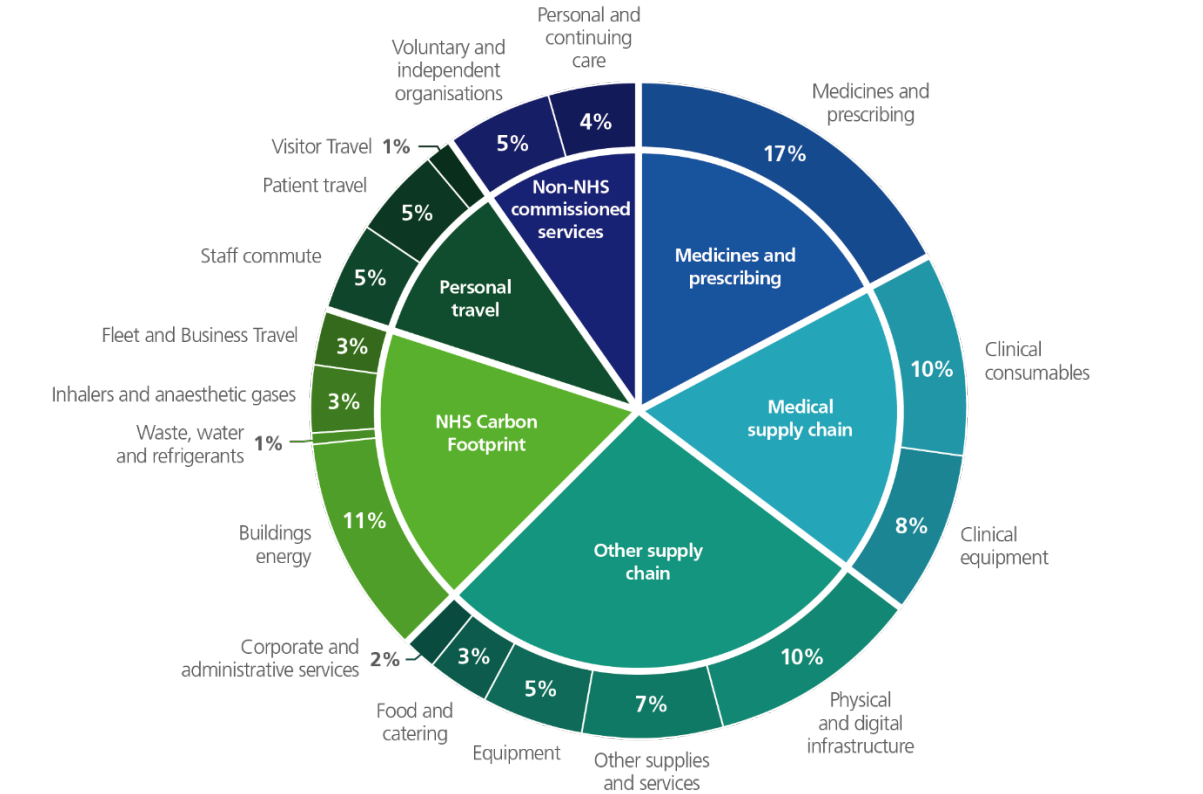 Personal and
continuing
care
Voluntary and
independent
organisations
Medicines and
prescribing
4%
5%
17%
Visitor Travel 1%
Patient travel
5%
Non-NHS
commissioned
services
Medicines and
prescribing
Staff commute
5%
Personal
travel
Fleet and Business Travel
3%
Clinical
consumables
10%
Inhalers and anaesthetic gases
3%
NHS Carbon
Footprint
Medical
supply chain
Waste, water
and refrigerants
1%
Buildings
energy
11%
8%
Clinical
equipment
Other supply
chain
Corporate and
administrative services
2%
3%
10%
5%
7%
Food and
catering
Equipment
Other supplies
and services
Physical
and digital
infrastructure